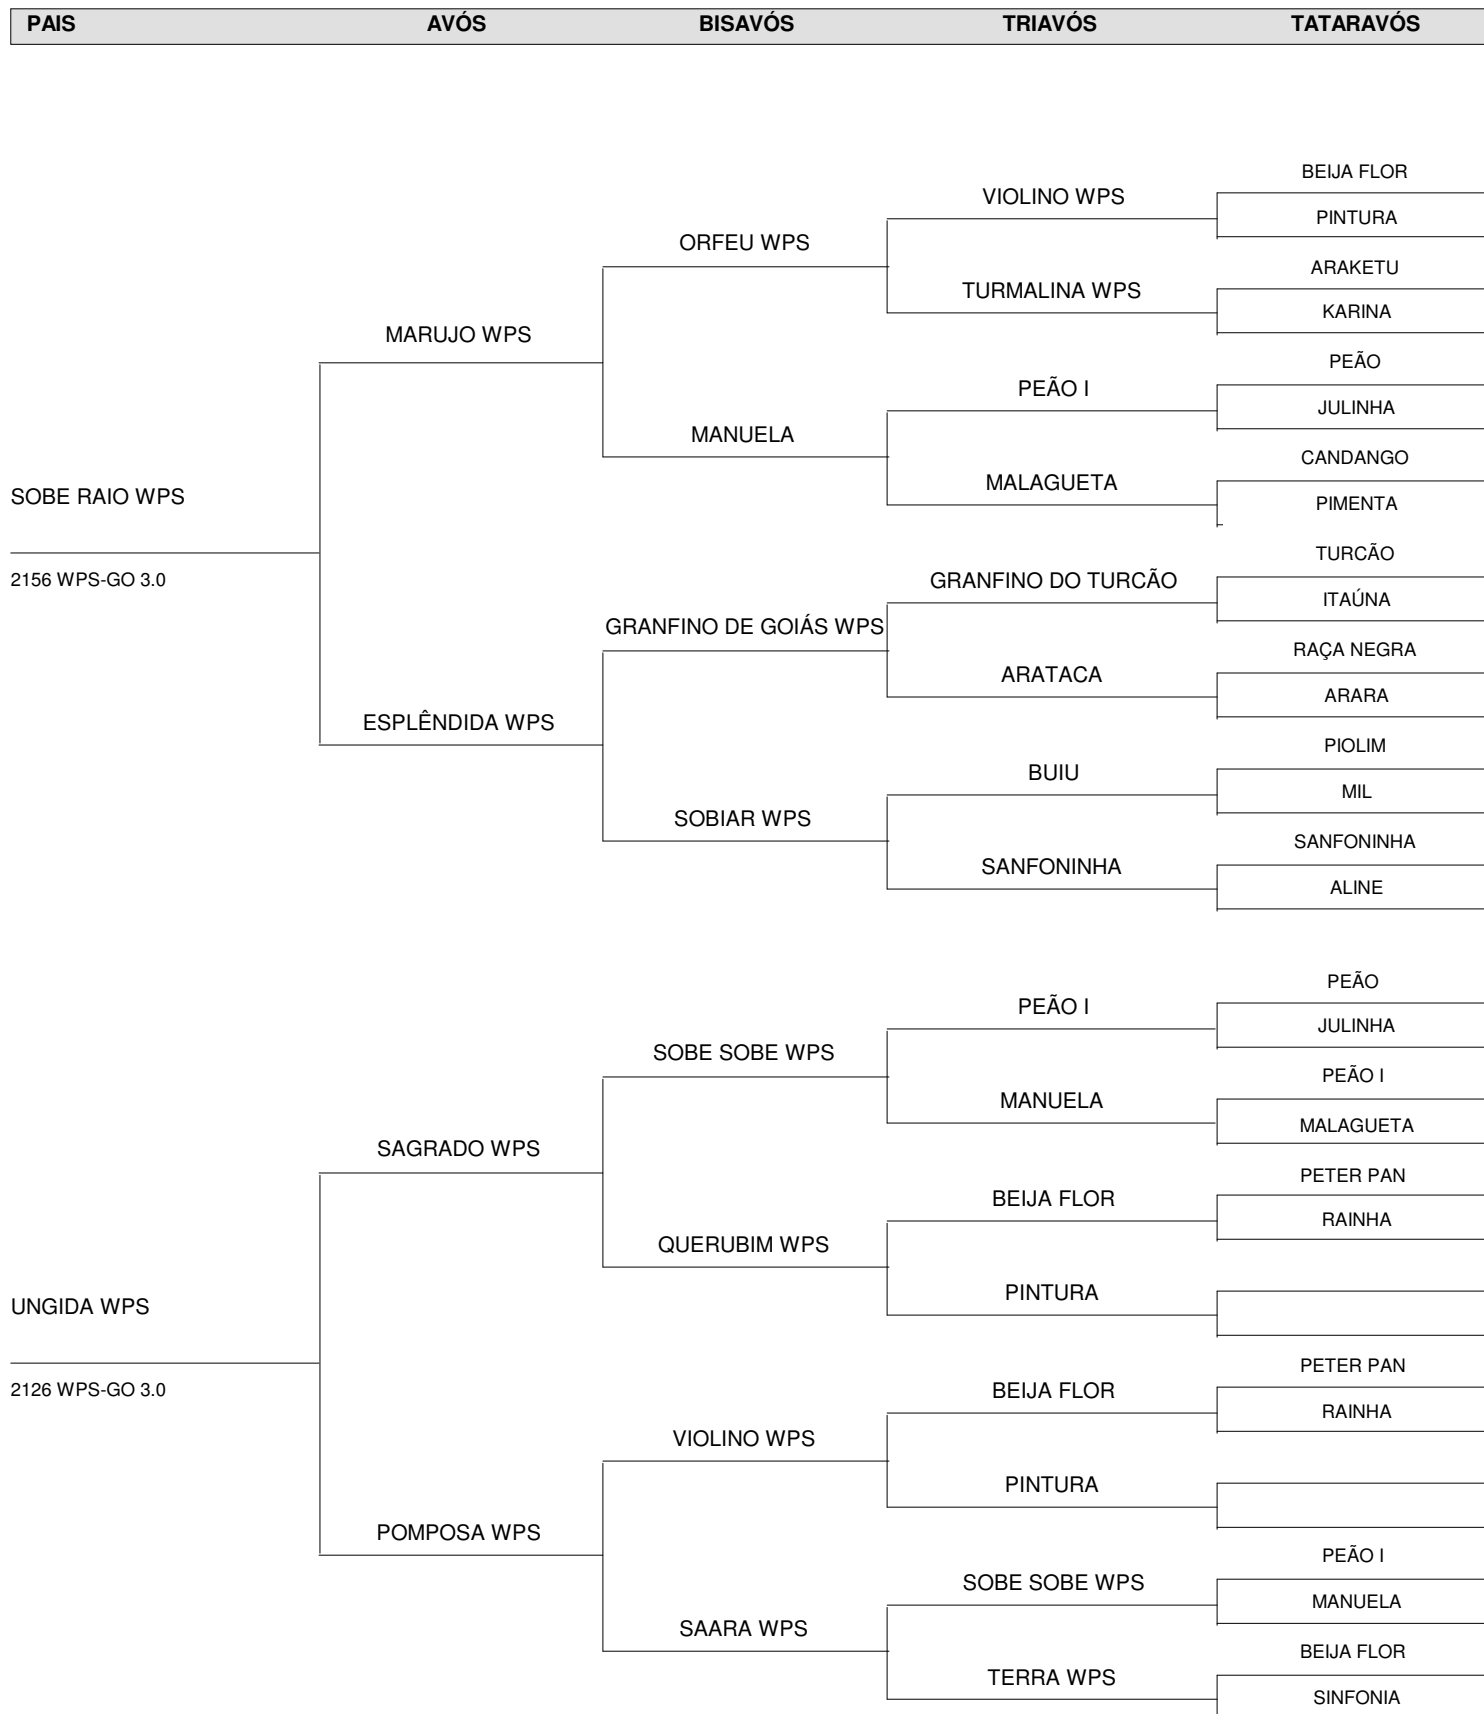 PAIS AVÓS BISAVÓS TRIAVÓS TATARAVÓS
BEIJA FLOR
VIOLINO WPS
PINTURA
ORFEU WPS
ARAKETU
TURMALINA WPS
KARINA
MARUJO WPS
PEÃO
PEÃO I
JULINHA
MANUELA
CANDANGO
MALAGUETA
SOBE RAIO WPS
PIMENTA
TURCÃO
2156 WPS-GO 3.0
GRANFINO DO TURCÃO
ITAÚNA
GRANFINO DE GOIÁS WPS
RAÇA NEGRA
ARATACA
ARARA
ESPLÊNDIDA WPS
PIOLIM
BUIU
MIL
SOBIAR WPS
SANFONINHA
SANFONINHA
ALINE
PEÃO
PEÃO I
JULINHA
SOBE SOBE WPS
PEÃO I
MANUELA
MALAGUETA
SAGRADO WPS
PETER PAN
BEIJA FLOR
RAINHA
QUERUBIM WPS
PINTURA
UNGIDA WPS
PETER PAN
2126 WPS-GO 3.0
BEIJA FLOR
RAINHA
VIOLINO WPS
PINTURA
POMPOSA WPS
PEÃO I
SOBE SOBE WPS
MANUELA
SAARA WPS
BEIJA FLOR
TERRA WPS
SINFONIA